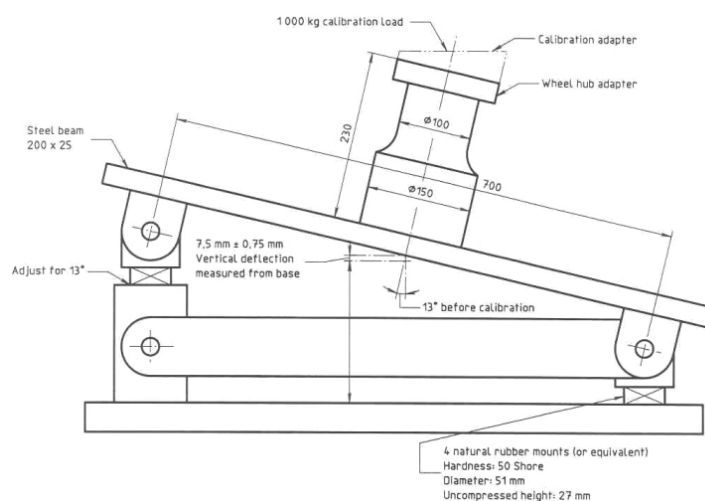 1 000 kg calibration load
Calibration adapter
Wheel hub adapter
230
ø100
Steel beam
200 x 25
ø150
700
7,5 mm ± 0,75 mm
Vertical deflection
measured from base
Adjust for 13°
13° before calibration
4 natural rubber mounts (or equivalent)
Hardness: 50 Shore
Diameter: 51 mm
Uncompressed height: 27 mm